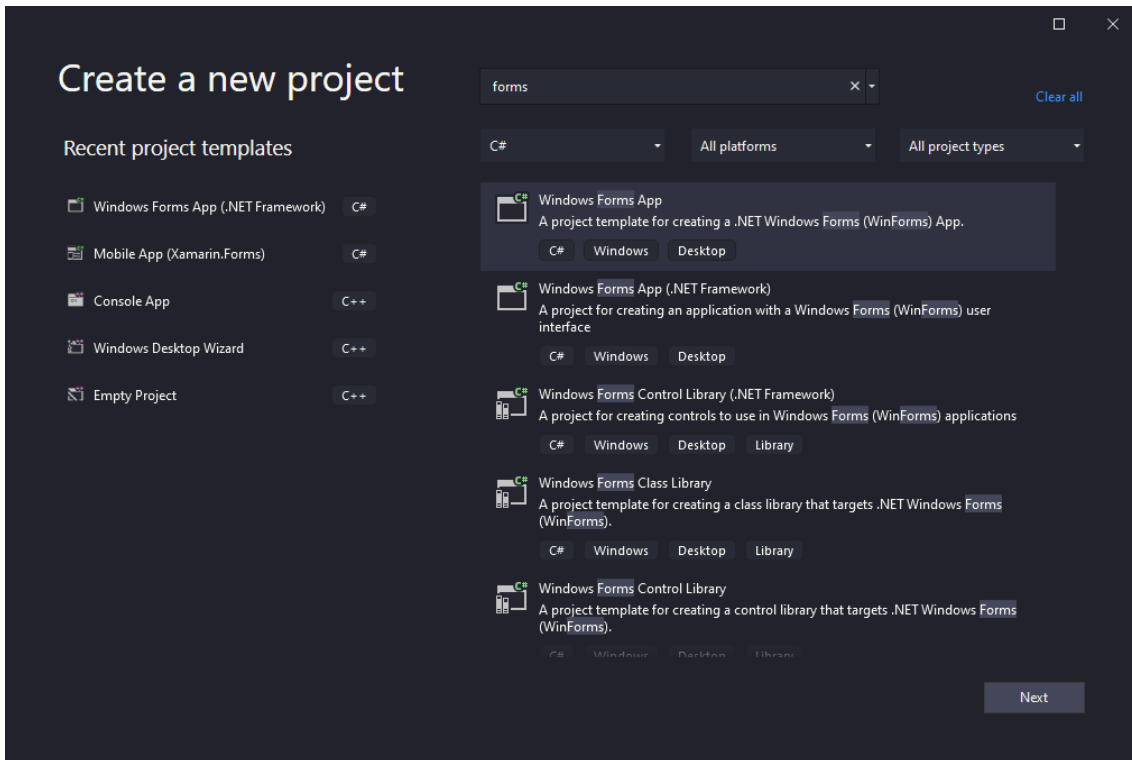 Create a new project
forms
Clear all
Recent project templates
C#
All platforms
All project types
Windows Forms App (.NET Framework) C#
Mobile App (Xamarin.Forms) C#
Console App C++
Windows Desktop Wizard C++
Empty Project C++
C#
Windows Forms App
A project template for creating a .NET Windows Forms (WinForms) App.
C# Windows Desktop
C#
Windows Forms App (.NET Framework)
A project for creating an application with a Windows Forms (WinForms) user
interface
C# Windows Desktop
C#
Windows Forms Control Library (.NET Framework)
A project for creating controls to use in Windows Forms (WinForms) applications
C# Windows Desktop Library
C#
Windows Forms Class Library
A project template for creating a class library that targets .NET Windows Forms
(WinForms).
C# Windows Desktop Library
C#
Windows Forms Control Library
A project template for creating a control library that targets .NET Windows Forms
(WinForms).
C# Windows Desktop Library
Next